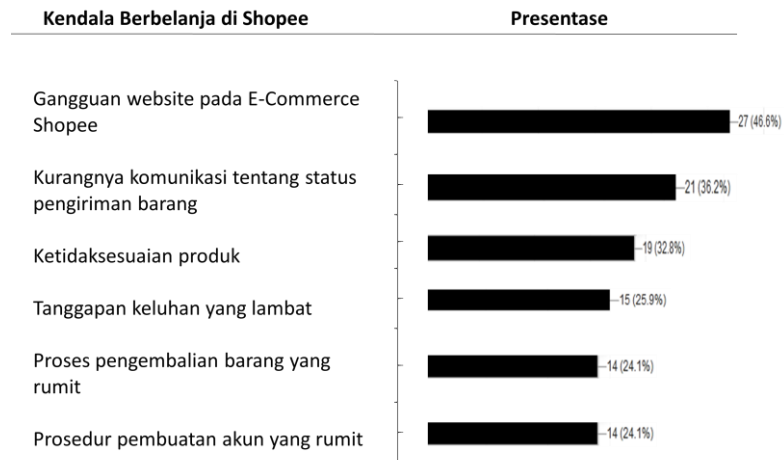 Kendala Berbelanja di Shopee Presentase
Gangguan website pada E-Commerce
Shopee
27 (46.6%)
Kurangnya komunikasi tentang status
pengiriman barang
21 (36.2%)
Ketidaksesuaian produk
19 (32.8%)
Tanggapan keluhan yang lambat
15 (25.9%)
Proses pengembalian barang yang
rumit
14 (24.1%)
Prosedur pembuatan akun yang rumit
14 (24.1%)